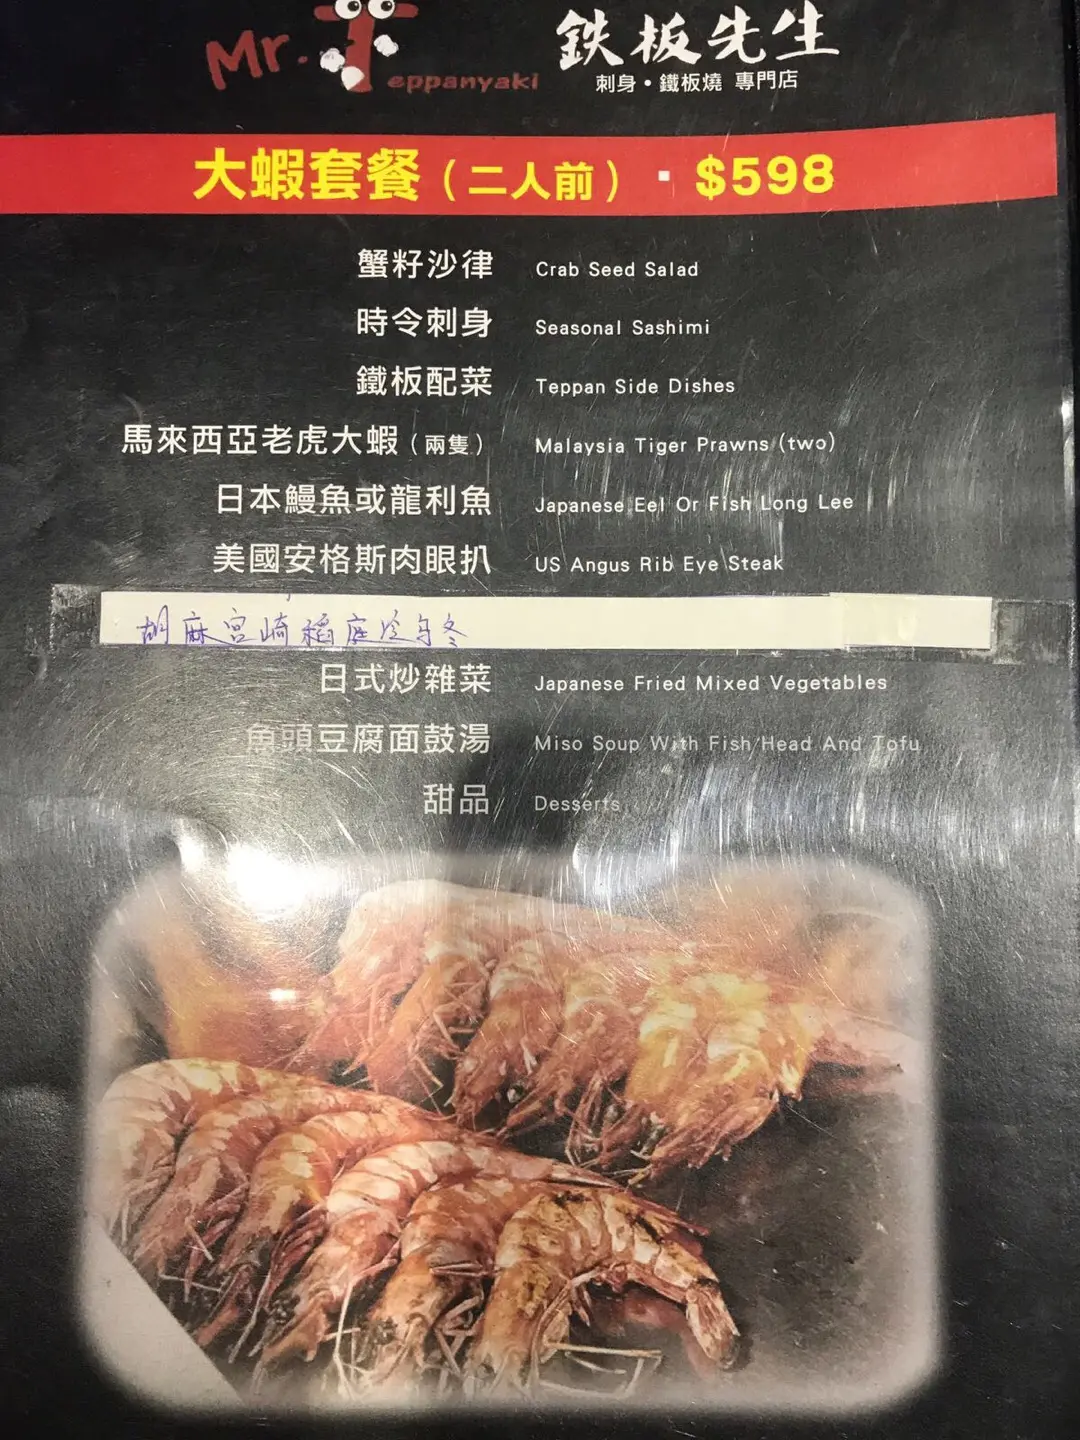 Mr. Teppanyaki 鉄板先生
刺身・鐵板燒 專門店
大蝦套餐(二人前)・$598
蟹籽沙律 Crab Seed Salad
時令刺身 Seasonal Sashimi
鐵板配菜 Teppan Side Dishes
馬來西亞老虎大蝦(兩隻) Malaysia Tiger Prawns (two)
日本鰻魚或龍利魚 Japanese Eel Or Fish Long Lee
美國安格斯肉眼扒 US Angus Rib Eye Steak
胡麻宮崎稻庭冷烏冬
日式炒雜菜 Japanese Fried Mixed Vegetables
魚頭豆腐面鼓湯 Miso Soup With Fish Head And Tofu
甜品 Desserts